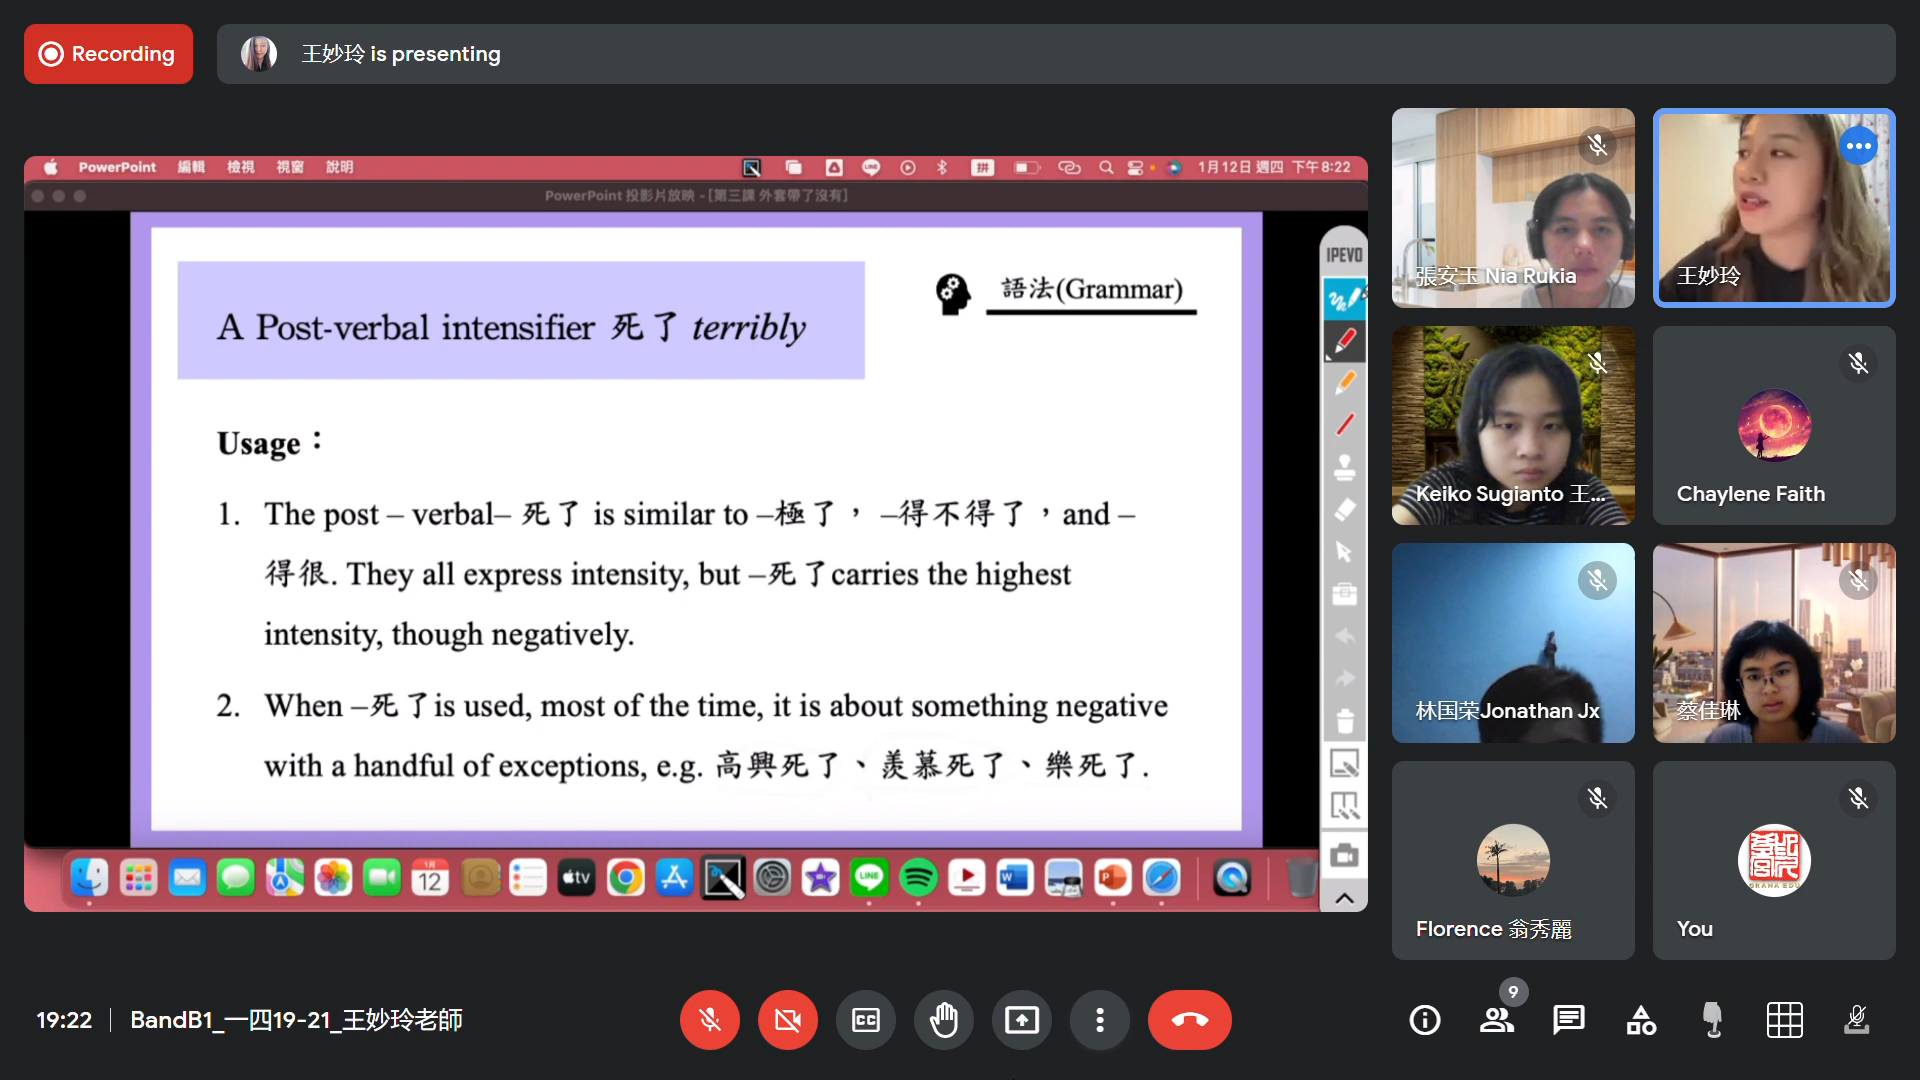 Recording
王妙玲 is presenting
PowerPoint 編輯 檢視 視窗 說明
拼
1月12日 週四 下午8:22
PowerPoint 投影片放映 - [第三課 外套帶了沒有]
IPEVO
語法(Grammar)
A Post-verbal intensifier 死了 terribly
Usage：
1. The post – verbal– 死了 is similar to –極了， –得不得了，and –
得很. They all express intensity, but –死了carries the highest
intensity, though negatively.
2. When –死了is used, most of the time, it is about something negative
with a handful of exceptions, e.g. 高興死了、羨慕死了、樂死了.
1月
12
tv
LINE
張安玉 Nia Rukia
王妙玲
Keiko Sugianto 王...
Chaylene Faith
林国荣Jonathan Jx
蔡佳琳
Florence 翁秀麗
GRAHA EDU
You
19:22
BandB1_一四19-21_王妙玲老師
CC
9